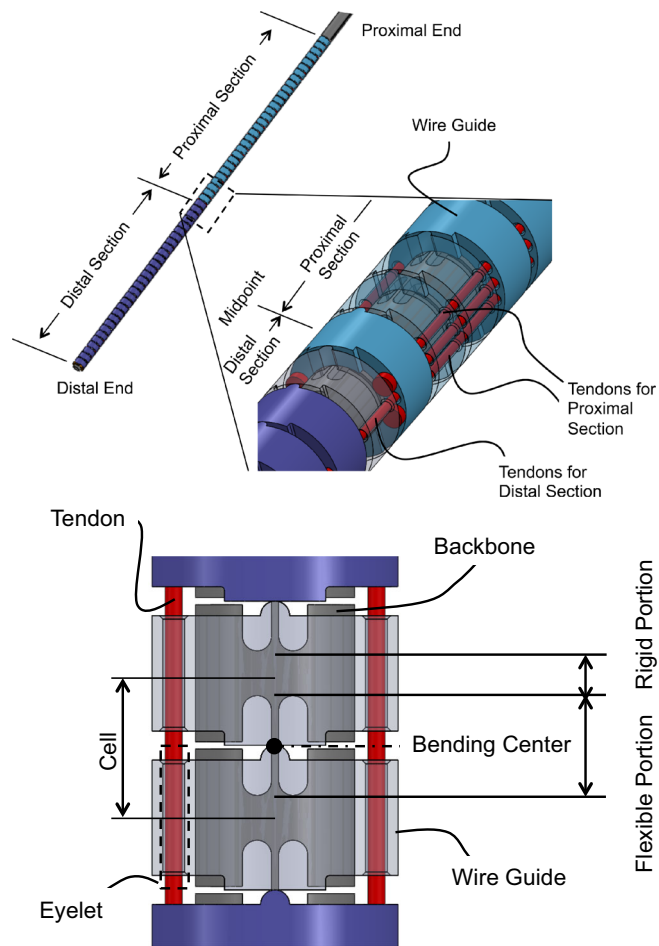 Proximal End
Proximal Section
Distal Section
Distal End
Wire Guide
Proximal
Section
Midpoint
Distal
Section
Tendons for
Proximal
Section
Tendons for
Distal Section
Tendon
Backbone
Rigid Portion
Cell
Bending Center
Flexible Portion
Wire Guide
Eyelet